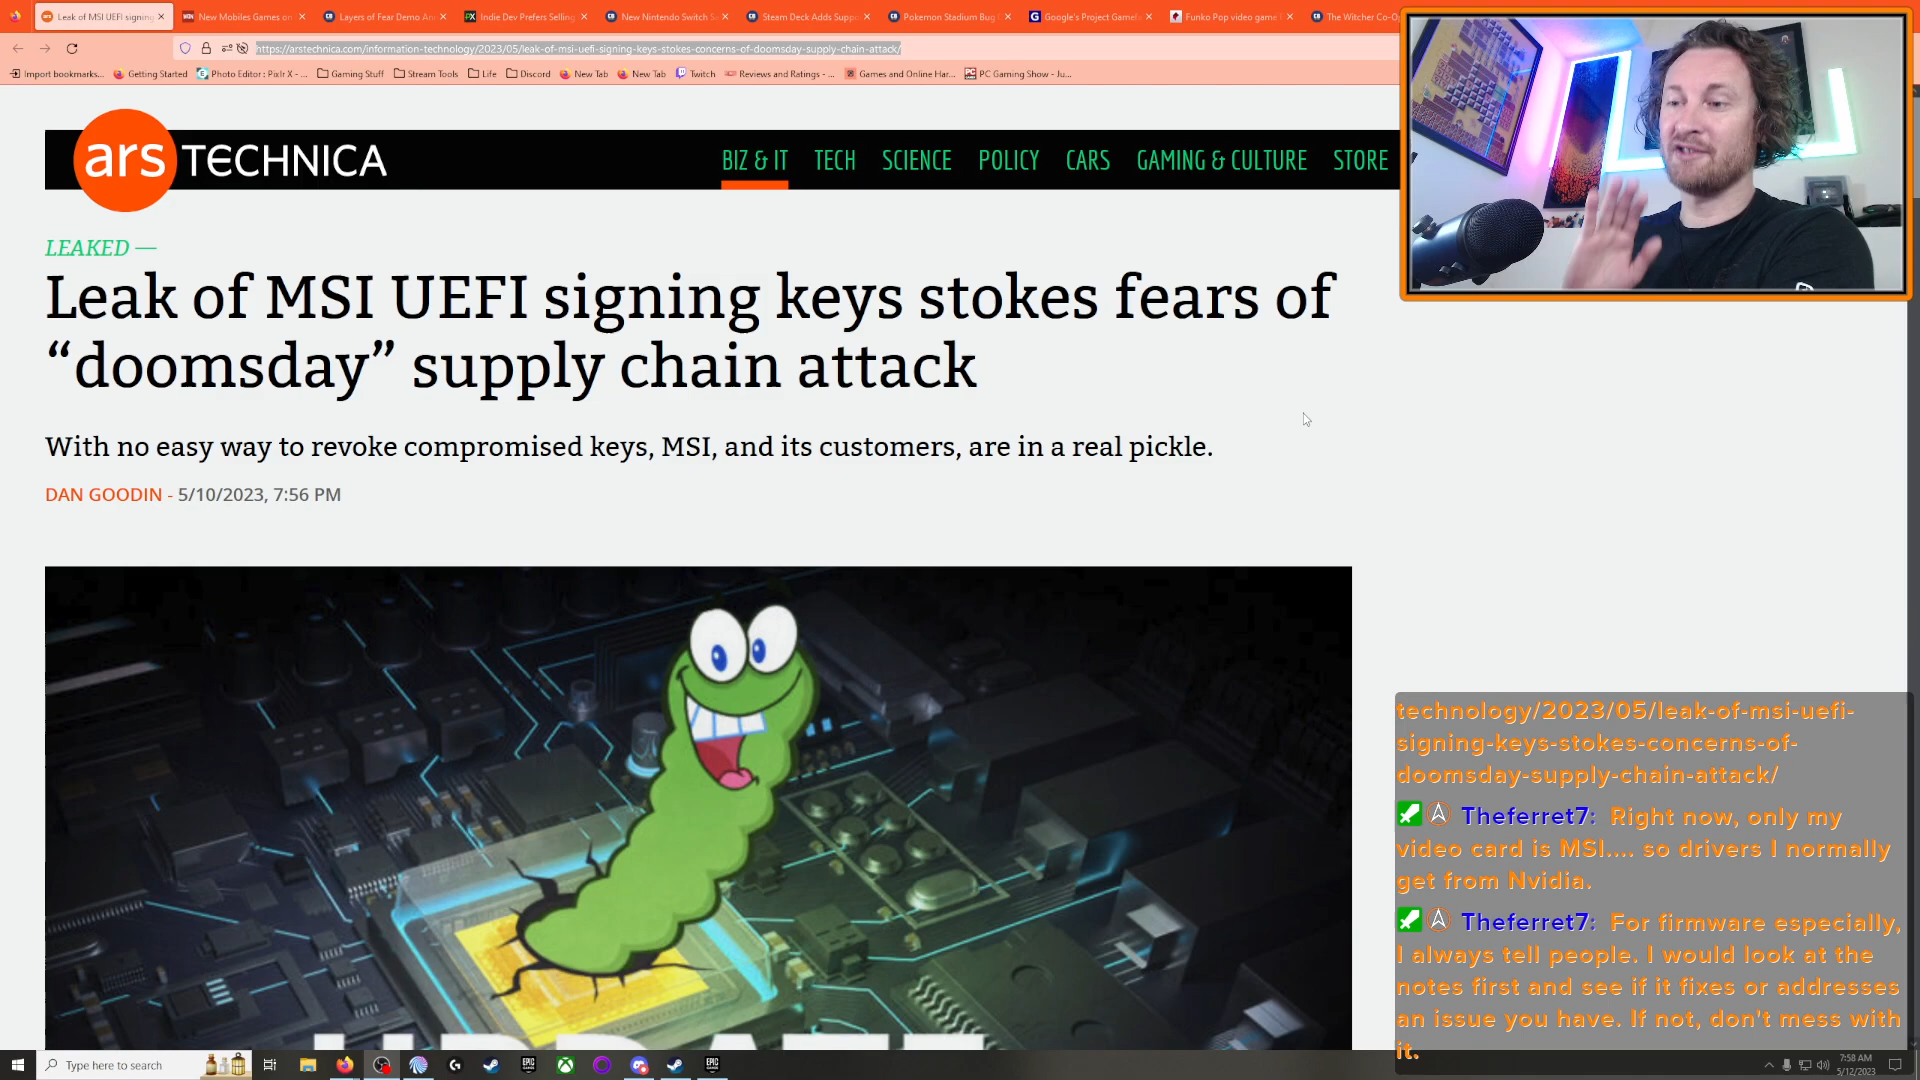 Leak of MSI UEFI signing
New Mobiles Games on
Layers of Fear Demo An
Indie Dev Prefers Selling
New Nintendo Switch S
Steam Deck Adds Supp
Pokemon Stadium Bug
Google's Project Game
Funko Pop video game
The Witcher Co-O
https://arstechnica.com/information-technology/2023/05/leak-of-msi-uefi-signing-keys-stokes-concerns-of-doomsday-supply-chain-attack/
Import bookmarks...
Getting Started
Photo Editor : Pixlr X - ...
Gaming Stuff
Stream Tools
Life
Discord
New Tab
New Tab
Twitch
Reviews and Ratings - ...
Games and Online Har...
PC Gaming Show - Ju...
ars TECHNICA
BIZ & IT TECH SCIENCE POLICY CARS GAMING & CULTURE STORE
LEAKED —
Leak of MSI UEFI signing keys stokes fears of
“doomsday” supply chain attack
With no easy way to revoke compromised keys, MSI, and its customers, are in a real pickle.
DAN GOODIN - 5/10/2023, 7:56 PM
technology/2023/05/leak-of-msi-uefi-
signing-keys-stokes-concerns-of-
doomsday-supply-chain-attack/
Theferret7: Right now, only my
video card is MSI.... so drivers I normally
get from Nvidia.
Theferret7: For firmware especially,
I always tell people. I would look at the
notes first and see if it fixes or addresses
an issue you have. If not, don't mess with
it.
Type here to search
7:58 AM
5/12/2023